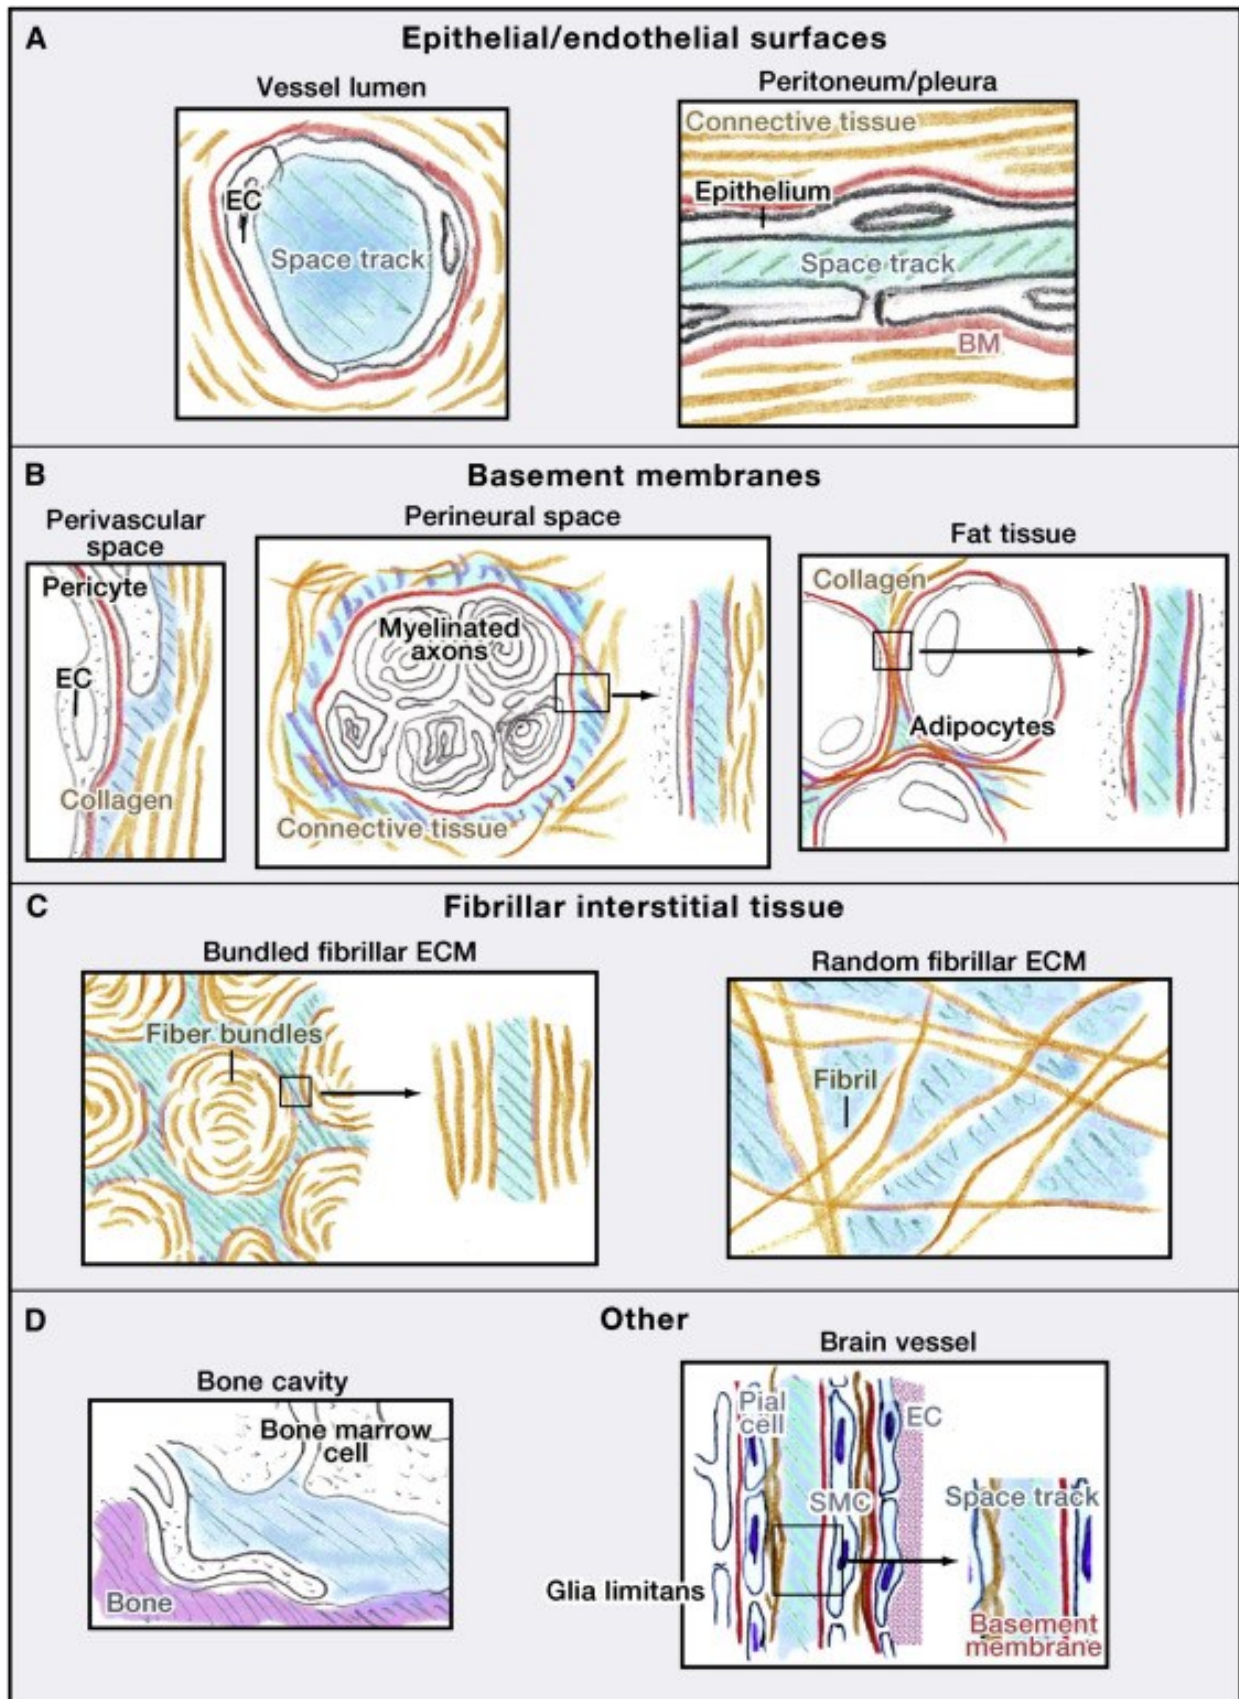 A
Epithelial/endothelial surfaces
Vessel lumen
EC
Space track
Peritoneum/pleura
Connective tissue
Epithelium
Space track
BM
B
Basement membranes
Perivascular
space
Pericyte
EC
Collagen
Perineural space
Myelinated
axons
Connective tissue
Fat tissue
Collagen
Adipocytes
C
Fibrillar interstitial tissue
Bundled fibrillar ECM
Fiber bundles
Random fibrillar ECM
Fibril
D
Other
Bone cavity
Bone marrow
cell
Bone
Brain vessel
Pial
cell
EC
SMC
Space track
Glia limitans
Basement
membrane